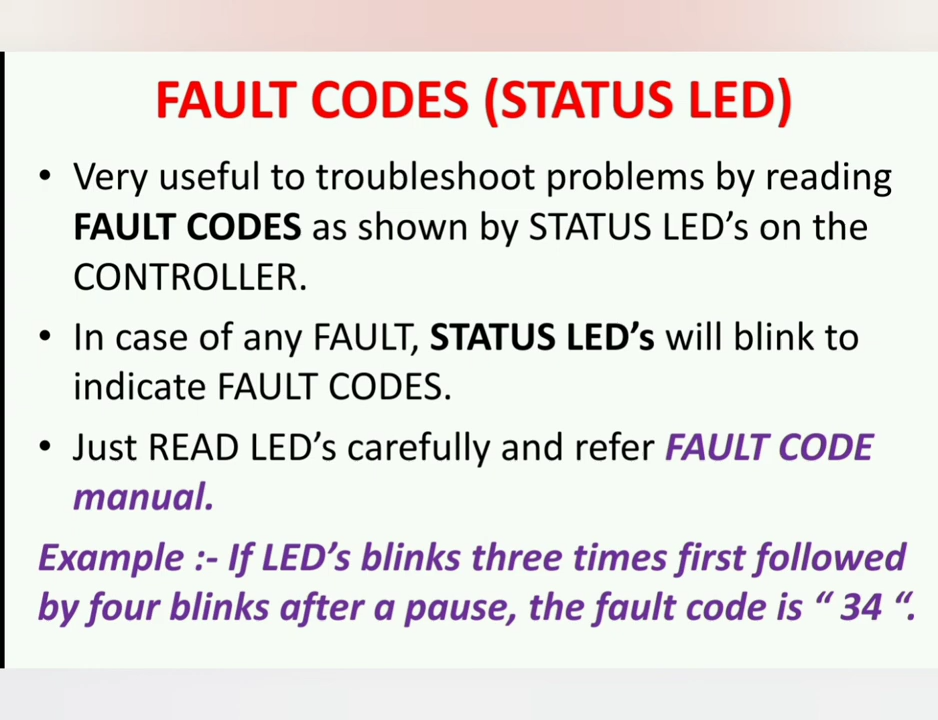 FAULT CODES (STATUS LED)
• Very useful to troubleshoot problems by reading
FAULT CODES as shown by STATUS LED’s on the
CONTROLLER.
• In case of any FAULT, STATUS LED’s will blink to
indicate FAULT CODES.
• Just READ LED’s carefully and refer FAULT CODE
manual.
Example :- If LED’s blinks three times first followed
by four blinks after a pause, the fault code is “ 34 “.